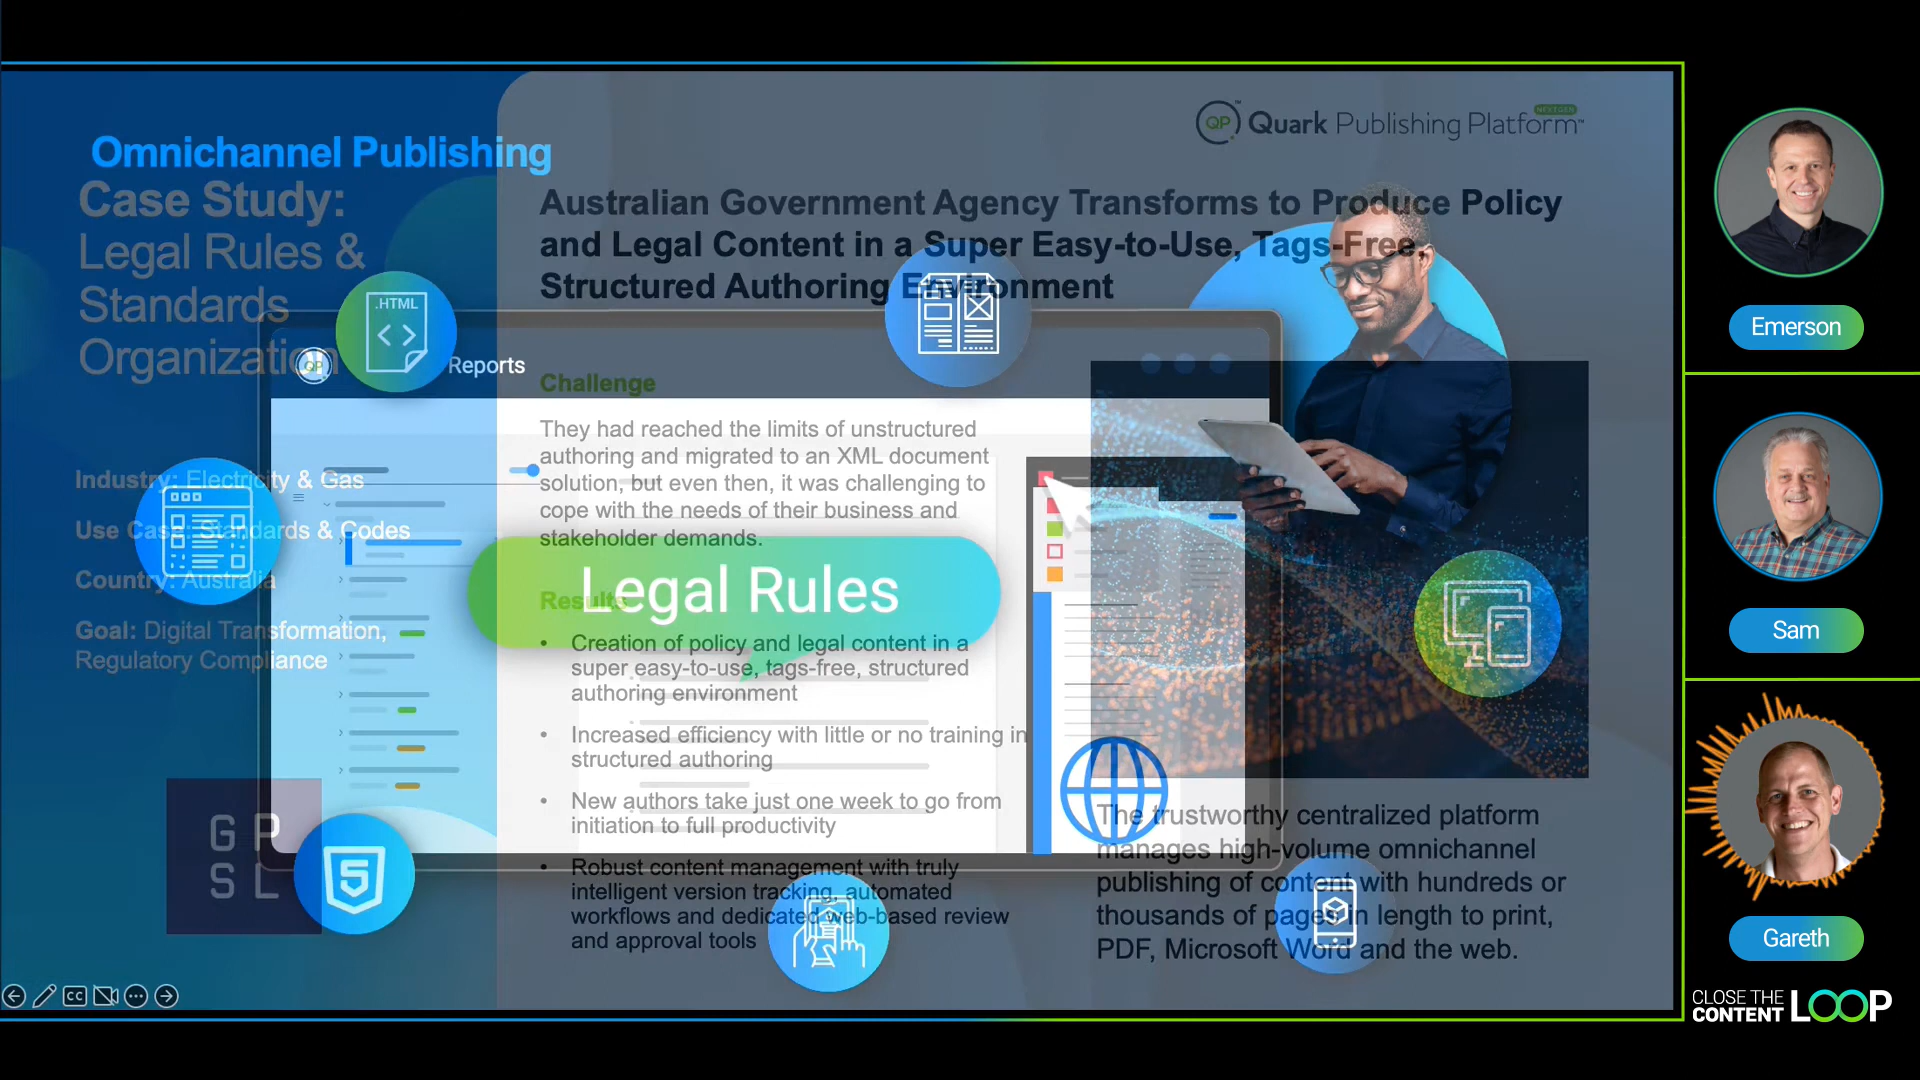 Omnichannel Publishing
Case Study:
Legal Rules &
Standards
Organization
Industry: Electricity & Gas
Use Case: Standards & Codes
Country: Australia
Goal: Digital Transformation,
Regulatory Compliance
G P
S L
QP Quark Publishing Platform™
NEXTGEN
Australian Government Agency Transforms to Produce Policy
and Legal Content in a Super Easy-to-Use, Tags-Free,
Structured Authoring Environment
.HTML
QP
Reports
Challenge
They had reached the limits of unstructured
authoring and migrated to an XML document
solution, but even then, it was challenging to
cope with the needs of their business and
stakeholder demands.
Legal Rules
Results
• Creation of policy and legal content in a
super easy-to-use, tags-free, structured
authoring environment
• Increased efficiency with little or no training in
structured authoring
• New authors take just one week to go from
initiation to full productivity
• Robust content management with truly
intelligent version tracking, automated
workflows and dedicated web-based review
and approval tools
5
The trustworthy centralized platform
manages high-volume omnichannel
publishing of content with hundreds or
thousands of pages in length to print,
PDF, Microsoft Word and the web.
CC
Emerson
Sam
Gareth
CLOSE THE
CONTENT LOOP